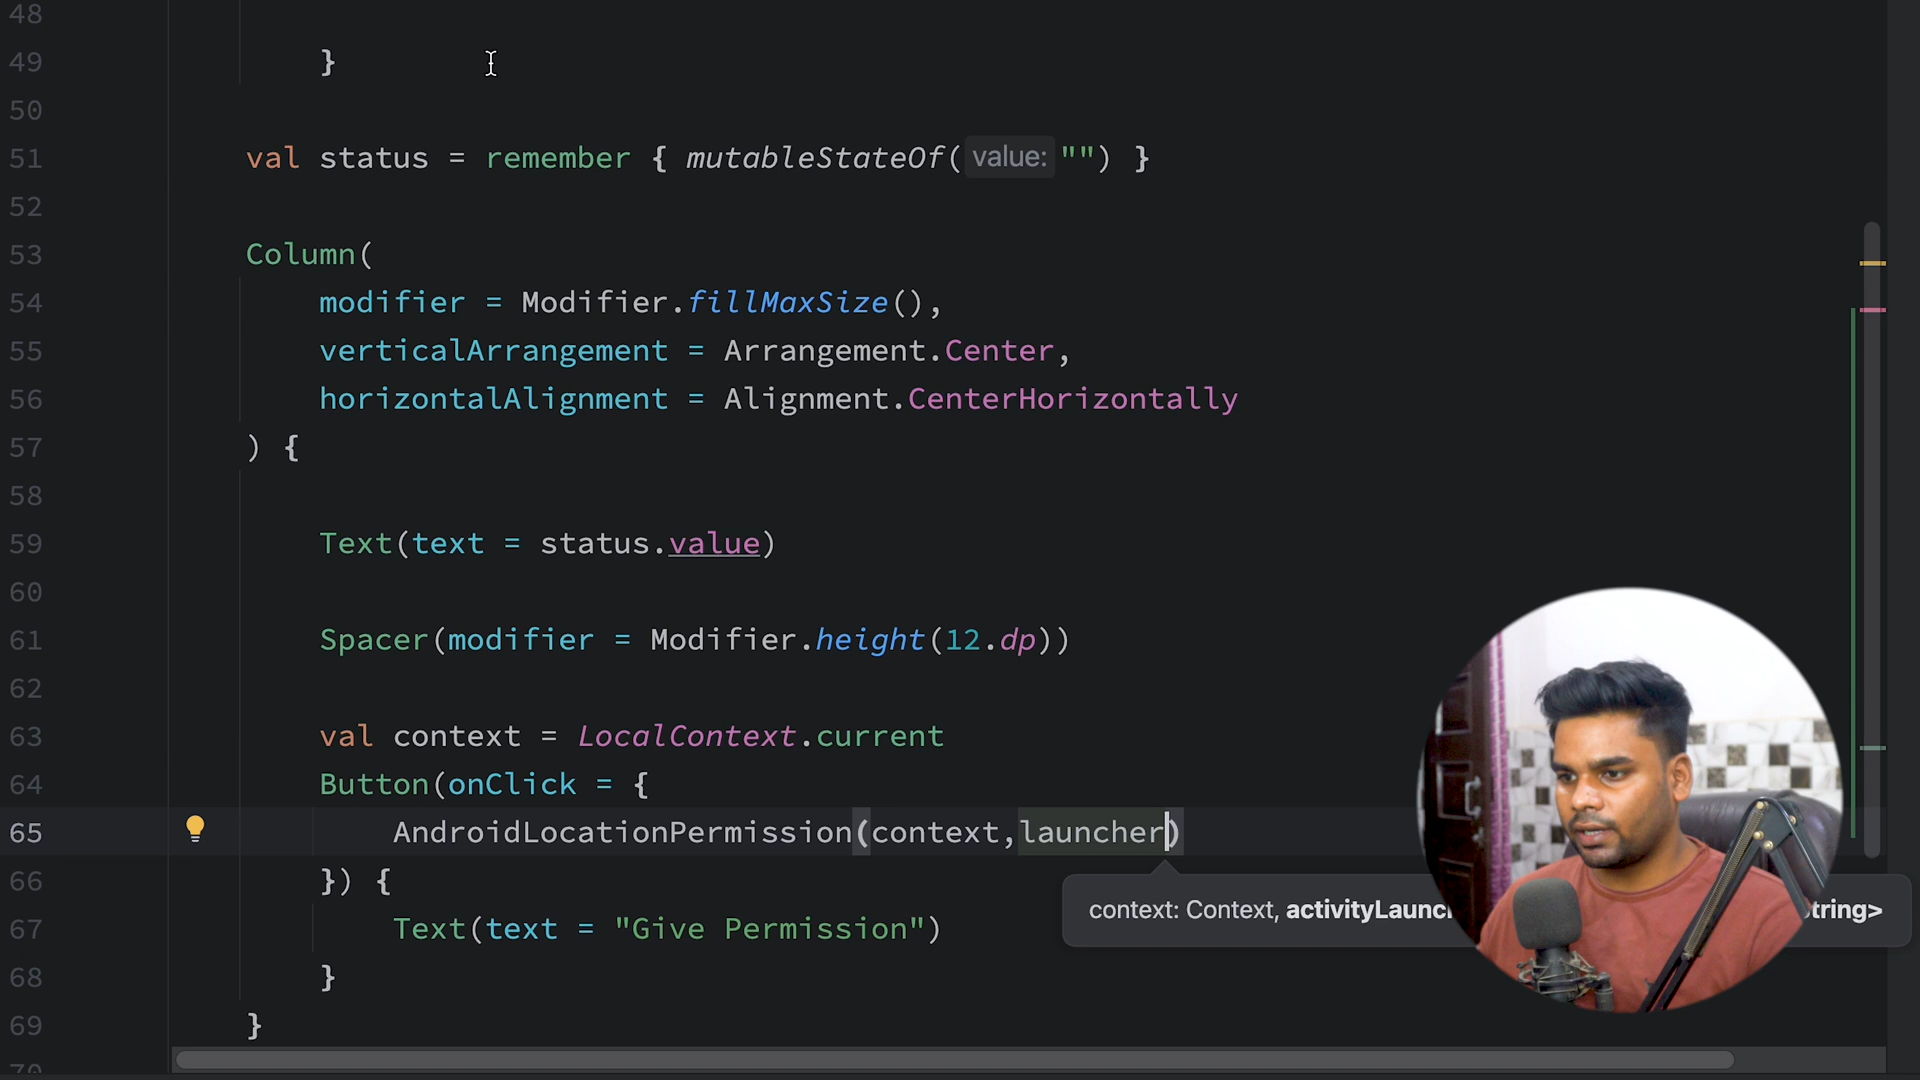 48
49 }
50
51 val status = remember { mutableStateOf(value: "") }
52
53 Column(
54 modifier = Modifier.fillMaxSize(),
55 verticalArrangement = Arrangement.Center,
56 horizontalAlignment = Alignment.CenterHorizontally
57 ) {
58
59 Text(text = status.value)
60
61 Spacer(modifier = Modifier.height(12.dp))
62
63 val context = LocalContext.current
64 Button(onClick = {
65 AndroidLocationPermission(context,launcher)
66 }) {
context: Context, activityLaunc tring>
67 Text(text = "Give Permission")
68 }
69 }
70